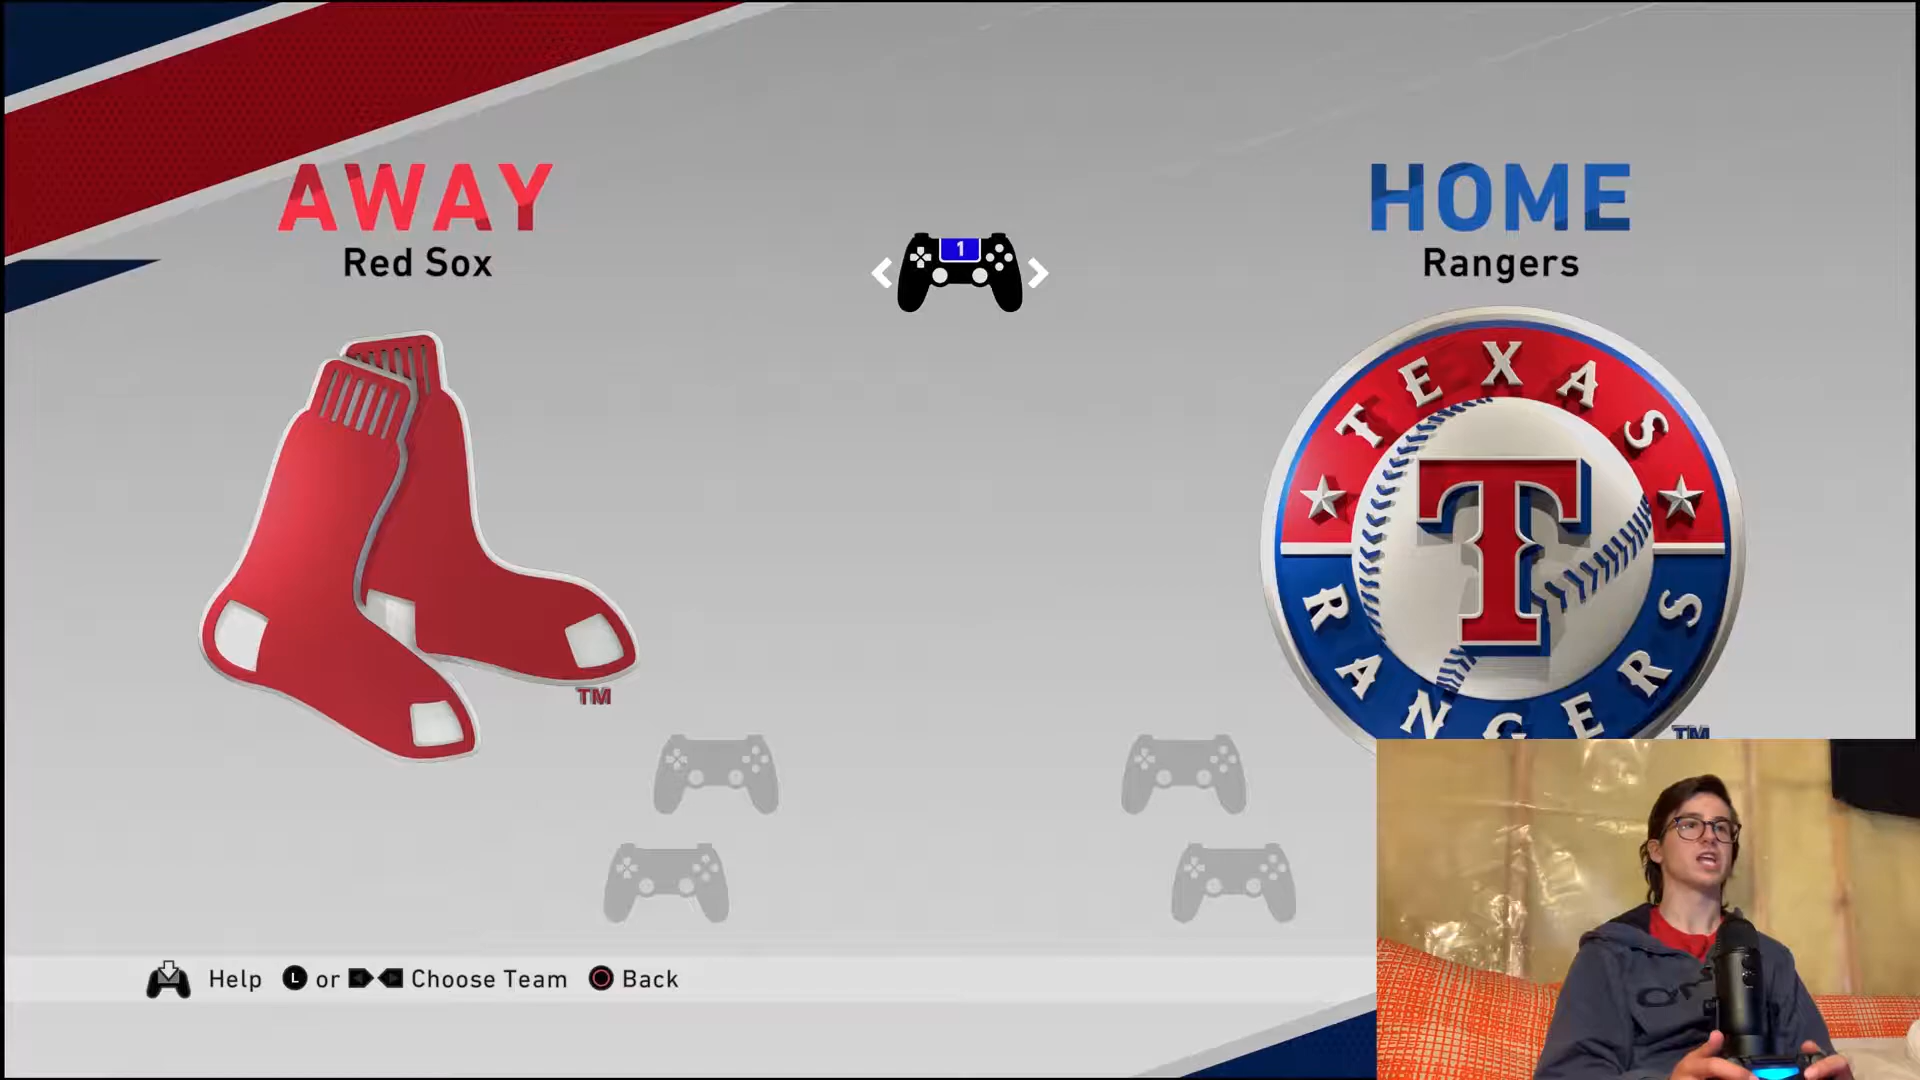 AWAY
Red Sox
1
HOME
Rangers
TEXAS
T
RANGERS
TM
TM
Help L or Choose Team Back